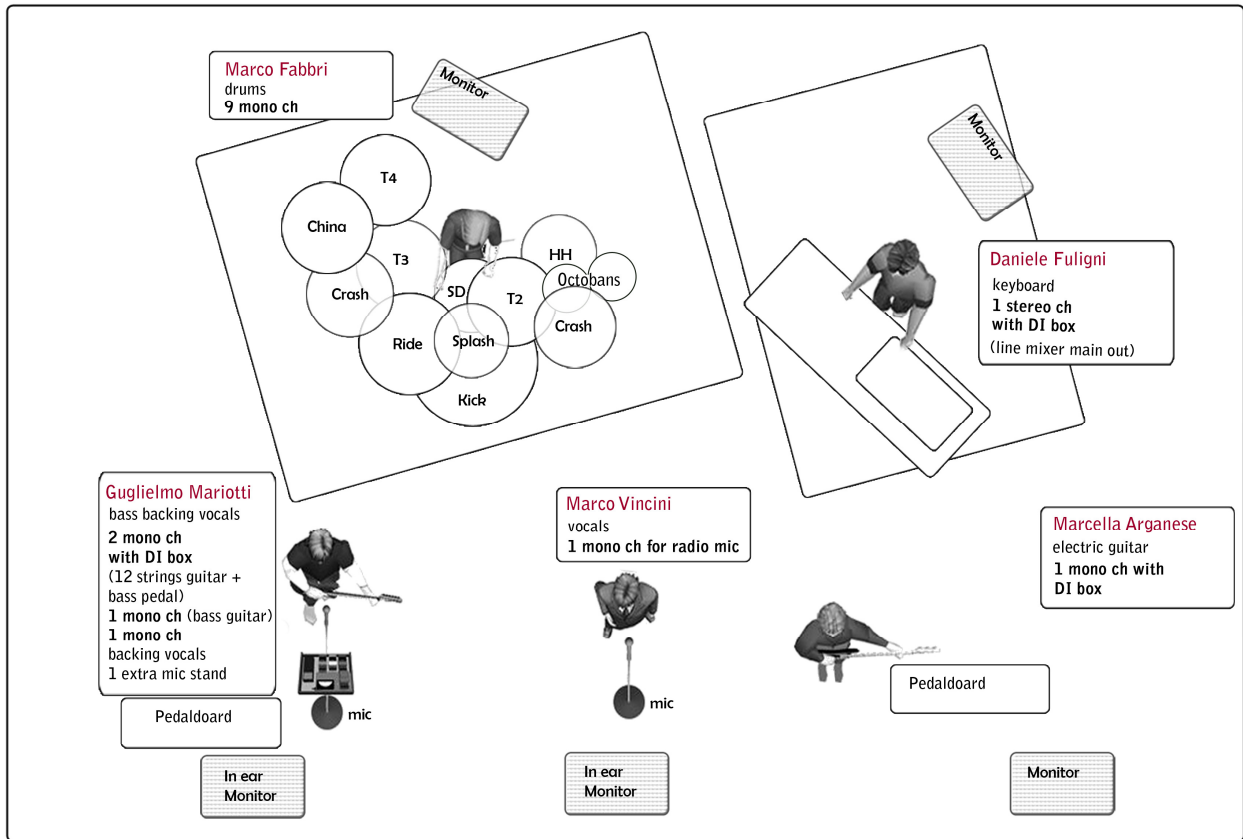 Marco Fabbri
drums
9 mono ch
Monitor
T4
China
T3
HH
Octobans
Crash
SD
T2
Crash
Ride
Splash
Kick
Monitor
Daniele Fuligni
keyboard
1 stereo ch
with DI box
(line mixer main out)
Guglielmo Mariotti
bass backing vocals
2 mono ch
with DI box
(12 strings guitar +
bass pedal)
1 mono ch (bass guitar)
1 mono ch
backing vocals
1 extra mic stand
Pedaldoard
mic
In ear
Monitor
Marco Vincini
vocals
1 mono ch for radio mic
mic
In ear
Monitor
Marcella Arganese
electric guitar
1 mono ch with
DI box
Pedaldoard
Monitor